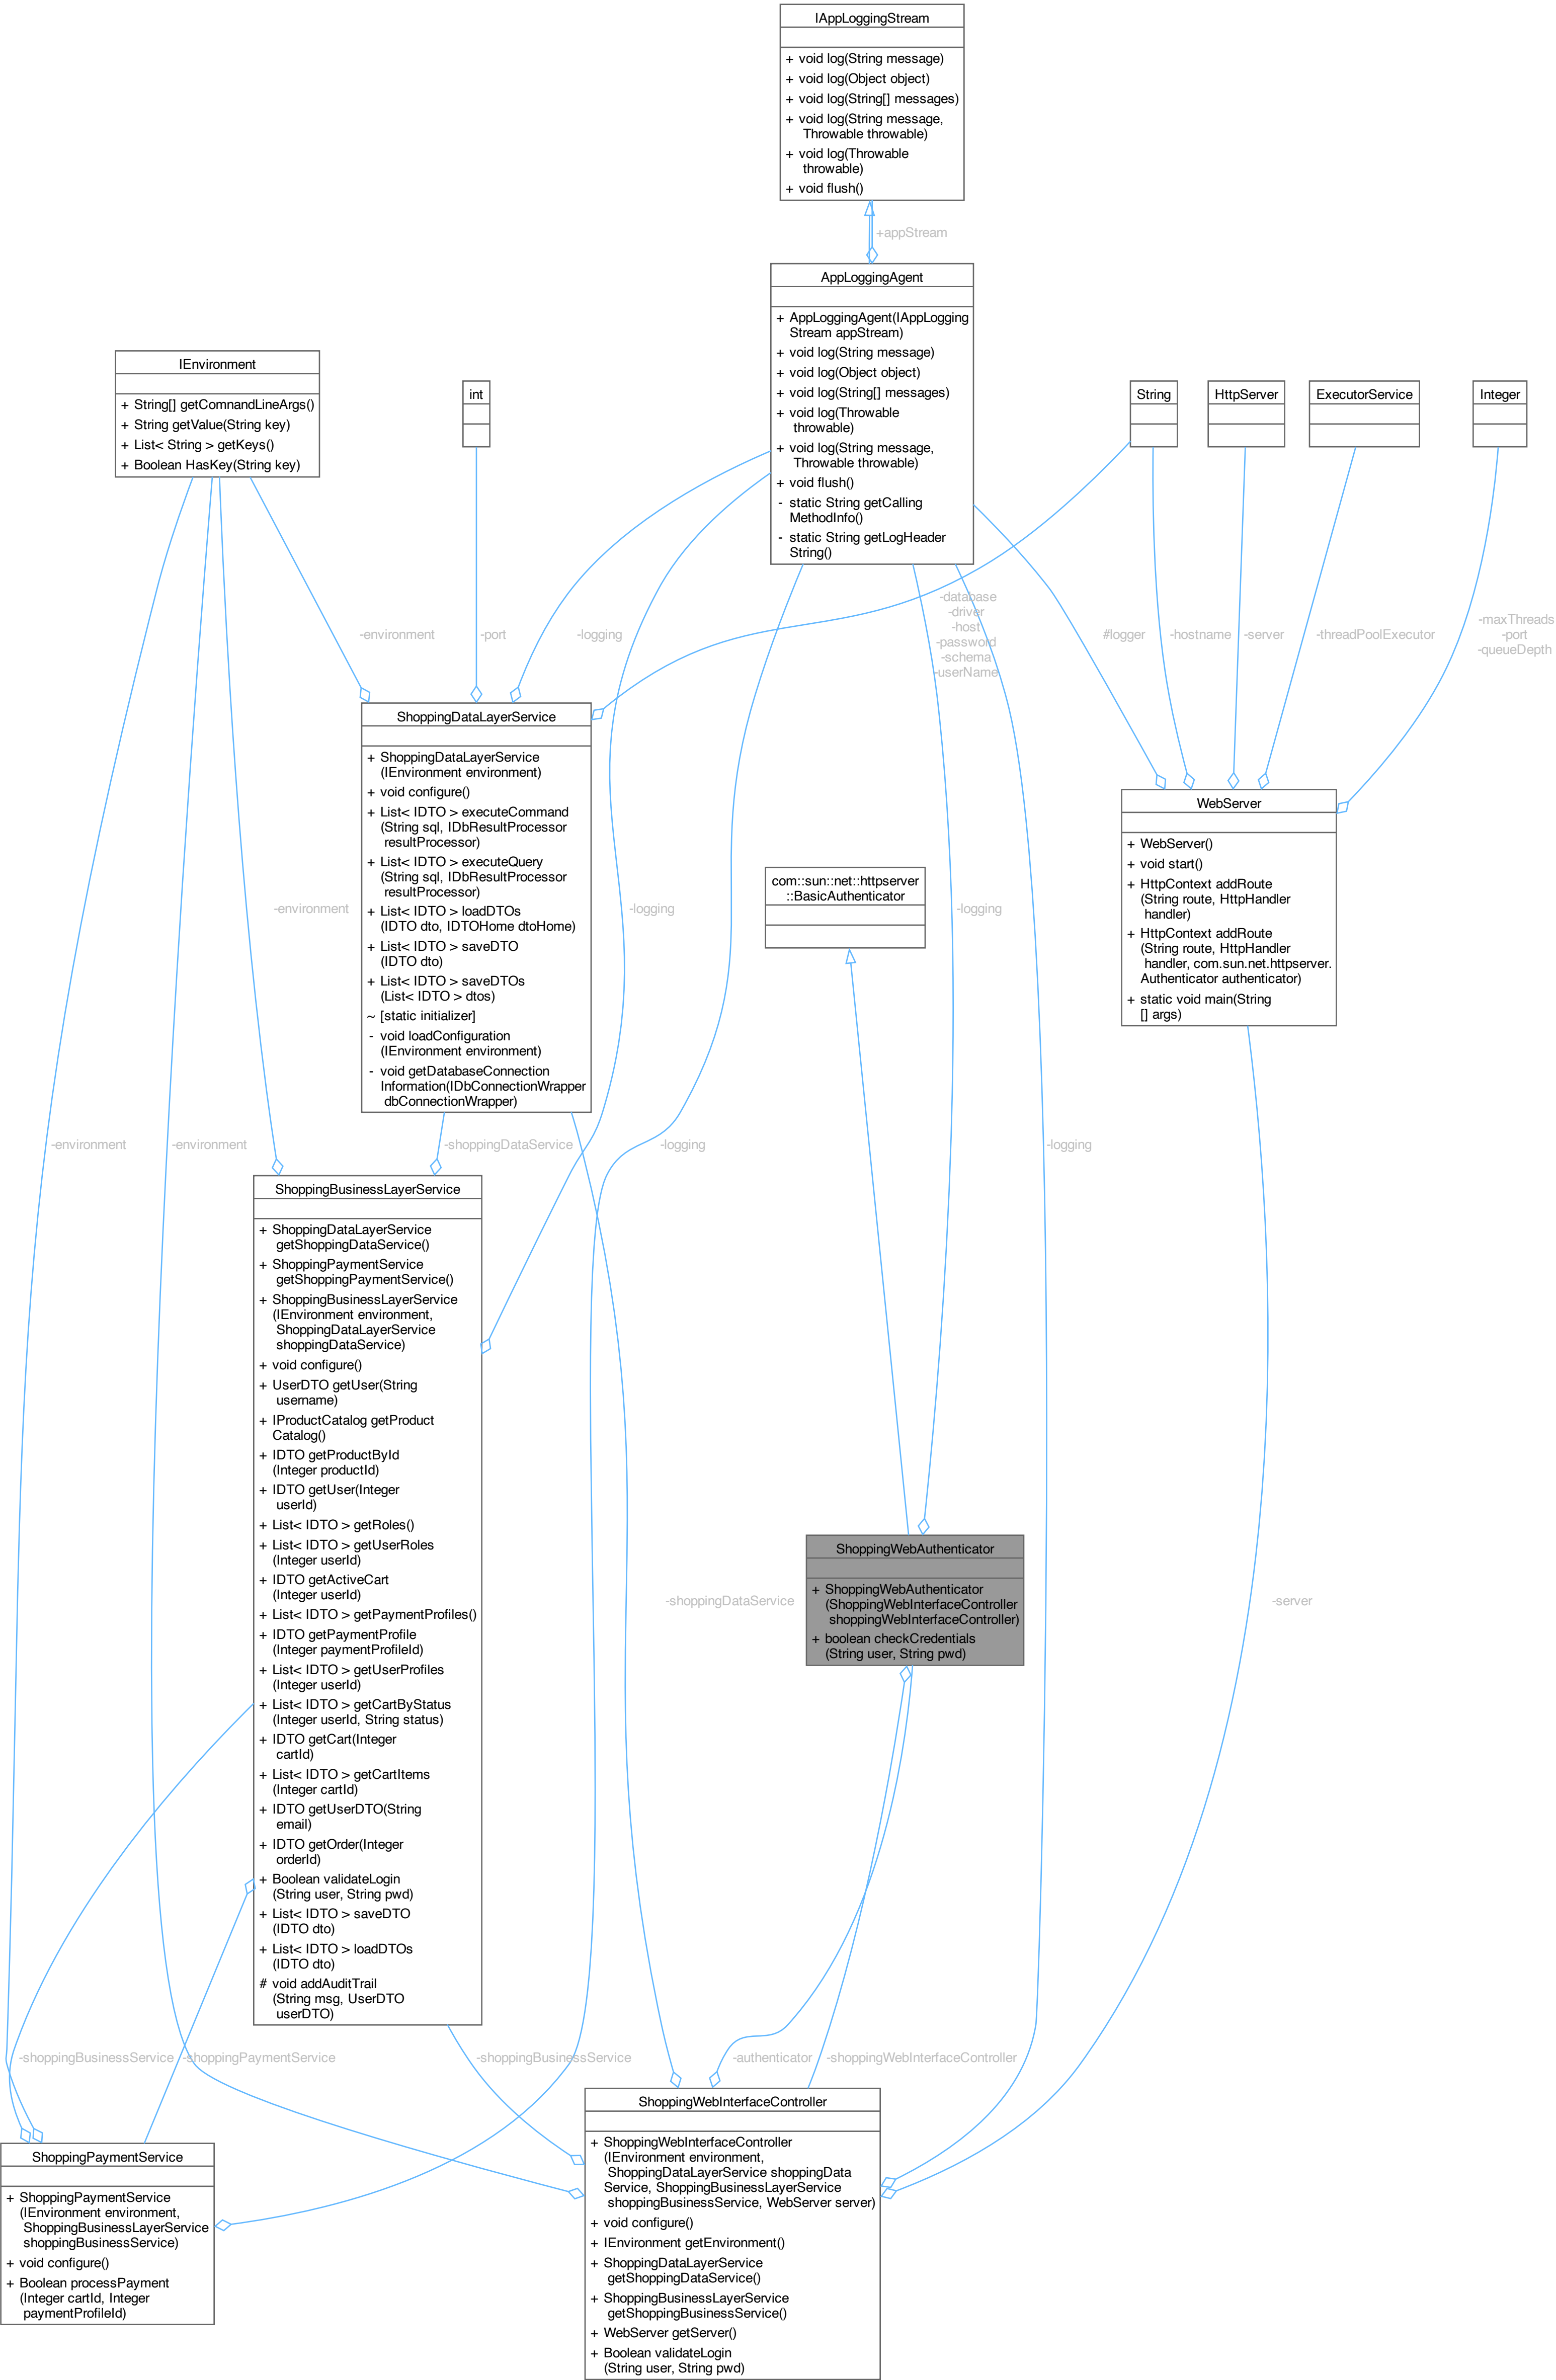 IAppLoggingStream
+ void log(String message)
+ void log(Object object)
+ void log(String[] messages)
+ void log(String message,
Throwable throwable)
+ void log(Throwable
throwable)
+ void flush()
+appStream
AppLoggingAgent
+ AppLoggingAgent(IAppLogging
Stream appStream)
+ void log(String message)
+ void log(Object object)
+ void log(String[] messages)
+ void log(Throwable
throwable)
+ void log(String message,
Throwable throwable)
+ void flush()
- static String getCalling
MethodInfo()
- static String getLogHeader
String()
IEnvironment
+ String[] getComnandLineArgs()
+ String getValue(String key)
+ List< String > getKeys()
+ Boolean HasKey(String key)
int
String
HttpServer
ExecutorService
Integer
-environment
-port
-logging
-database
-driver
-host
-password
-schema
-userName
#logger
-hostname
-server
-threadPoolExecutor
-maxThreads
-port
-queueDepth
ShoppingDataLayerService
+ ShoppingDataLayerService
(IEnvironment environment)
+ void configure()
+ List< IDTO > executeCommand
(String sql, IDbResultProcessor
resultProcessor)
+ List< IDTO > executeQuery
(String sql, IDbResultProcessor
resultProcessor)
+ List< IDTO > loadDTOs
(IDTO dto, IDTOHome dtoHome)
+ List< IDTO > saveDTO
(IDTO dto)
+ List< IDTO > saveDTOs
(List< IDTO > dtos)
~ [static initializer]
- void loadConfiguration
(IEnvironment environment)
- void getDatabaseConnection
Information(IDbConnectionWrapper
dbConnectionWrapper)
WebServer
+ WebServer()
+ void start()
+ HttpContext addRoute
(String route, HttpHandler
handler)
+ HttpContext addRoute
(String route, HttpHandler
handler, com.sun.net.httpserver.
Authenticator authenticator)
+ static void main(String
[] args)
com::sun::net::httpserver
::BasicAuthenticator
-environment
-logging
-logging
-environment
-environment
-shoppingDataService
-logging
-logging
ShoppingBusinessLayerService
+ ShoppingDataLayerService
getShoppingDataService()
+ ShoppingPaymentService
getShoppingPaymentService()
+ ShoppingBusinessLayerService
(IEnvironment environment,
ShoppingDataLayerService
shoppingDataService)
+ void configure()
+ UserDTO getUser(String
username)
+ IProductCatalog getProduct
Catalog()
+ IDTO getProductById
(Integer productId)
+ IDTO getUser(Integer
userId)
+ List< IDTO > getRoles()
+ List< IDTO > getUserRoles
(Integer userId)
+ IDTO getActiveCart
(Integer userId)
+ List< IDTO > getPaymentProfiles()
+ IDTO getPaymentProfile
(Integer paymentProfileId)
+ List< IDTO > getUserProfiles
(Integer userId)
+ List< IDTO > getCartByStatus
(Integer userId, String status)
+ IDTO getCart(Integer
cartId)
+ List< IDTO > getCartItems
(Integer cartId)
+ IDTO getUserDTO(String
email)
+ IDTO getOrder(Integer
orderId)
+ Boolean validateLogin
(String user, String pwd)
+ List< IDTO > saveDTO
(IDTO dto)
+ List< IDTO > loadDTOs
(IDTO dto)
# void addAuditTrail
(String msg, UserDTO
userDTO)
ShoppingWebAuthenticator
+ ShoppingWebAuthenticator
(ShoppingWebInterfaceController
shoppingWebInterfaceController)
+ boolean checkCredentials
(String user, String pwd)
-shoppingDataService
-server
-shoppingBusinessService
-shoppingPaymentService
-shoppingBusinessService
-authenticator
-shoppingWebInterfaceController
ShoppingPaymentService
+ ShoppingPaymentService
(IEnvironment environment,
ShoppingBusinessLayerService
shoppingBusinessService)
+ void configure()
+ Boolean processPayment
(Integer cartId, Integer
paymentProfileId)
ShoppingWebInterfaceController
+ ShoppingWebInterfaceController
(IEnvironment environment,
ShoppingDataLayerService shoppingData
Service, ShoppingBusinessLayerService
shoppingBusinessService, WebServer server)
+ void configure()
+ IEnvironment getEnvironment()
+ ShoppingDataLayerService
getShoppingDataService()
+ ShoppingBusinessLayerService
getShoppingBusinessService()
+ WebServer getServer()
+ Boolean validateLogin
(String user, String pwd)